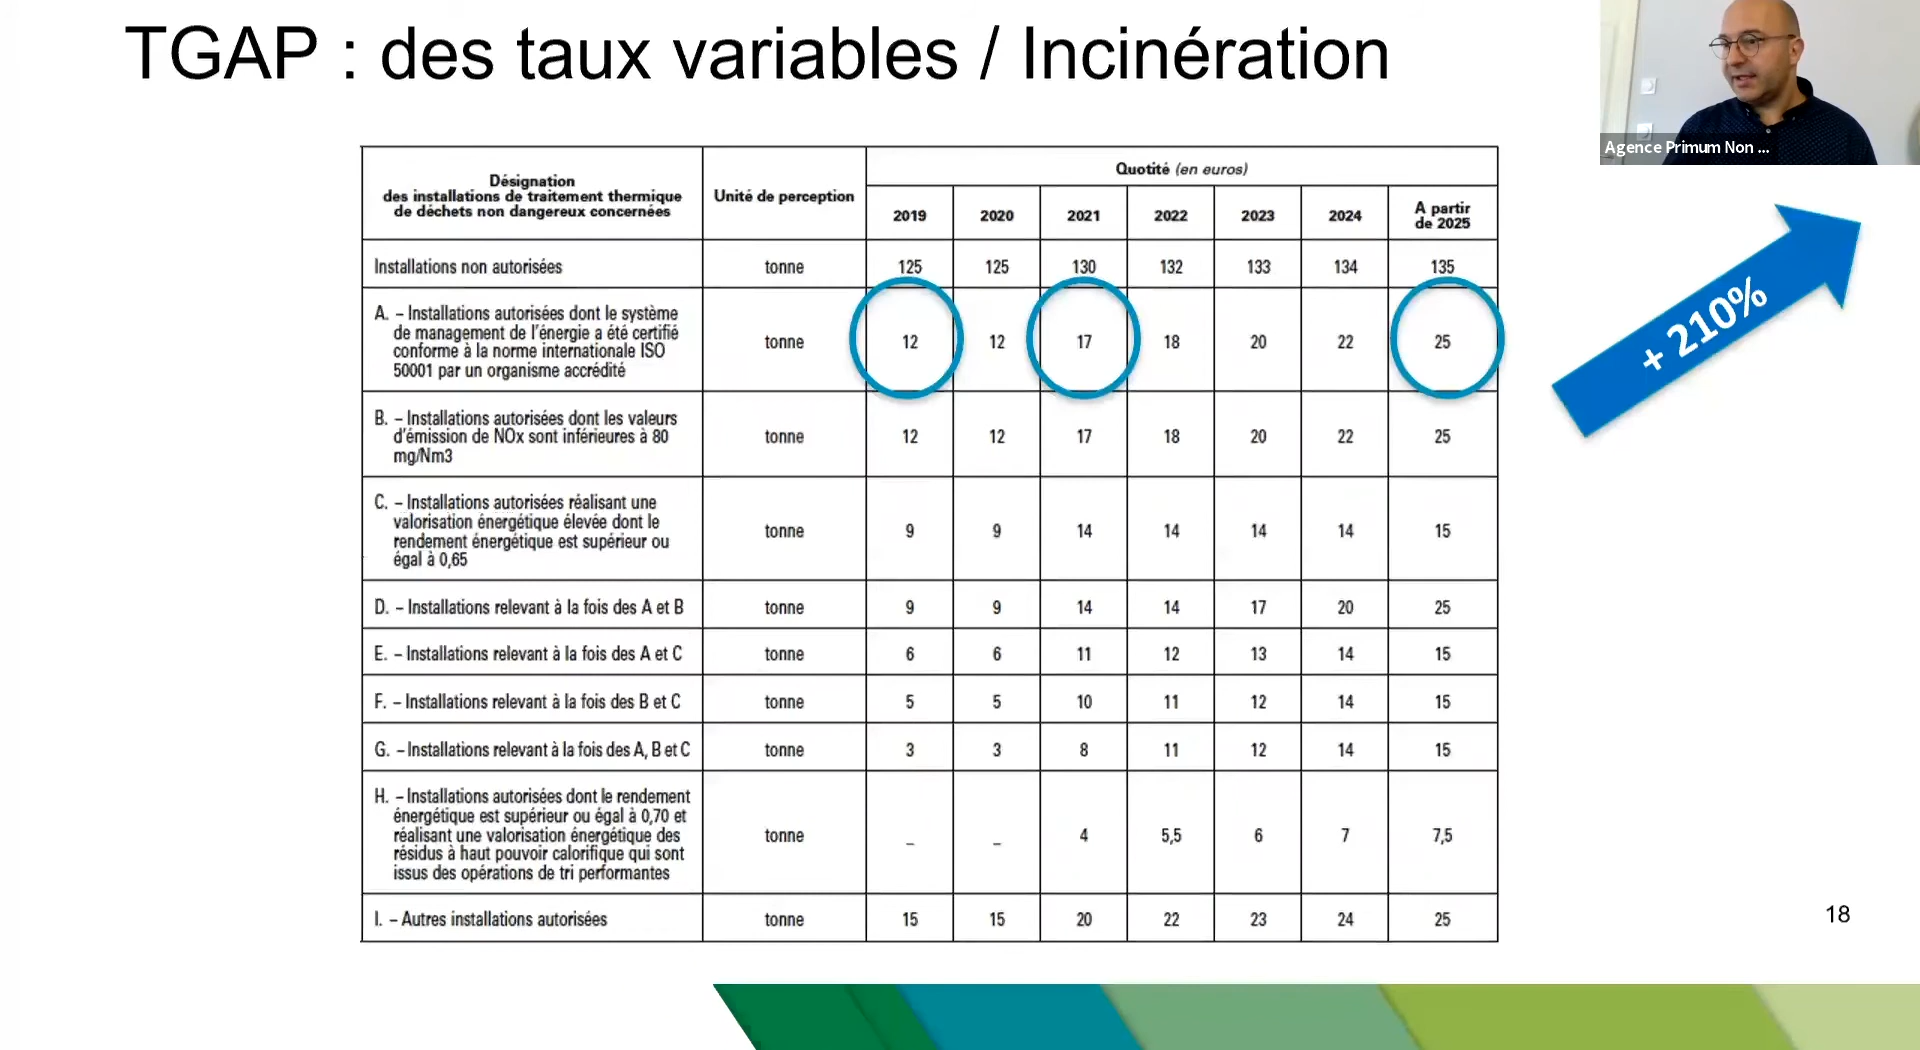 TGAP : des taux variables / Incinération
Agence Primum Non ...
Désignation
des installations de traitement thermique
de déchets non dangereux concernées
Unité de perception
Quotité (en euros)
2019 2020 2021 2022 2023 2024 A partir
de 2025
Installations non autorisées tonne 125 125 130 132 133 134 135
A. – Installations autorisées dont le système
de management de l'énergie a été certifié
conforme à la norme internationale ISO
50001 par un organisme accrédité
tonne 12 12 17 18 20 22 25
B. – Installations autorisées dont les valeurs
d'émission de NOx sont inférieures à 80
mg/Nm3
tonne 12 12 17 18 20 22 25
C. – Installations autorisées réalisant une
valorisation énergétique élevée dont le
rendement énergétique est supérieur ou
égal à 0,65
tonne 9 9 14 14 14 14 15
D. – Installations relevant à la fois des A et B tonne 9 9 14 14 17 20 25
E. – Installations relevant à la fois des A et C tonne 6 6 11 12 13 14 15
F. – Installations relevant à la fois des B et C tonne 5 5 10 11 12 14 15
G. – Installations relevant à la fois des A, B et C tonne 3 3 8 11 12 14 15
H. – Installations autorisées dont le rendement
énergétique est supérieur ou égal à 0,70 et
réalisant une valorisation énergétique des
résidus à haut pouvoir calorifique qui sont
issus des opérations de tri performantes
tonne – – 4 5,5 6 7 7,5
I. – Autres installations autorisées tonne 15 15 20 22 23 24 25
+ 210%
18